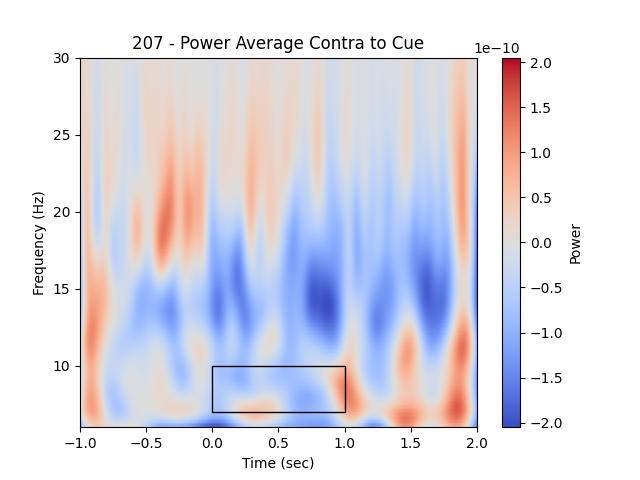 207 - Power Average Contra to Cue
1e−10
30
25
20
15
10
Frequency (Hz)
−1.0 −0.5 0.0 0.5 1.0 1.5 2.0
Time (sec)
2.0
1.5
1.0
0.5
0.0
−0.5
−1.0
−1.5
−2.0
Power